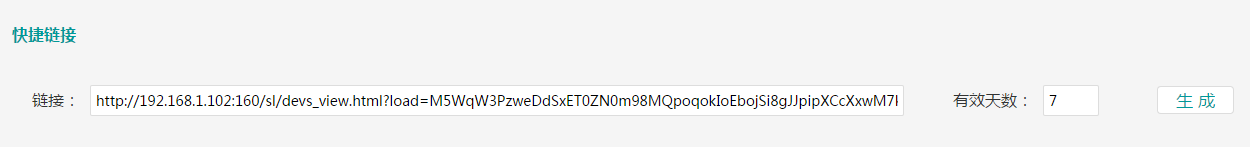 快捷链接
链接： http://192.168.1.102:160/sl/devs_view.html?load=M5WqW3PzweDdSxET0ZN0m98MQpoqokIoEbojSi8gJJpipXCcXxwM7 有效天数： 7 生 成